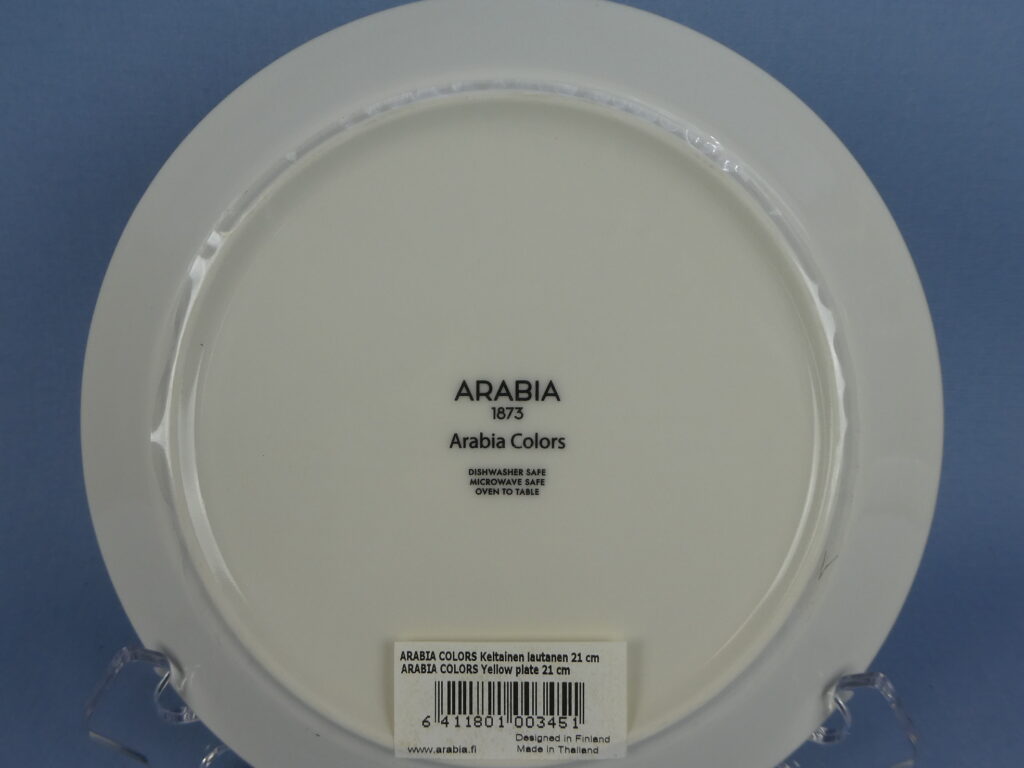 ARABIA
1873
Arabia Colors
DISHWASHER SAFE
MICROWAVE SAFE
OVEN TO TABLE
ARABIA COLORS Keltainen lautanen 21 cm
ARABIA COLORS Yellow plate 21 cm
6 411801 003451
Designed in Finland
www.arabia.fi Made in Thailand